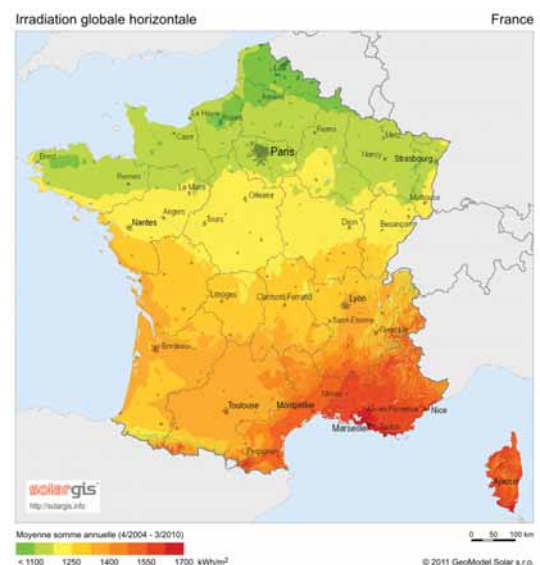 Irradiation globale horizontale
France
Lille
Amiens
Le Havre
Rouen
Caen
Reims
Metz
Paris
Nancy
Strasbourg
Brest
Rennes
Le Mans
Orléans
Mulhouse
Angers
Tours
Dijon
Besançon
Nantes
Limoges
Clermont-Ferrand
Lyon
Saint-Étienne
Grenoble
Bordeaux
Nîmes
Toulouse
Montpellier
Aix-en-Provence
Nice
Marseille
Toulon
Perpignan
Ajaccio
solargis
http://solargis.info
Moyenne somme annuelle (4/2004 - 3/2010)
0 50 100 km
< 1100 1250 1400 1550 1700 kWh/m²
© 2011 GeoModel Solar s.r.o.